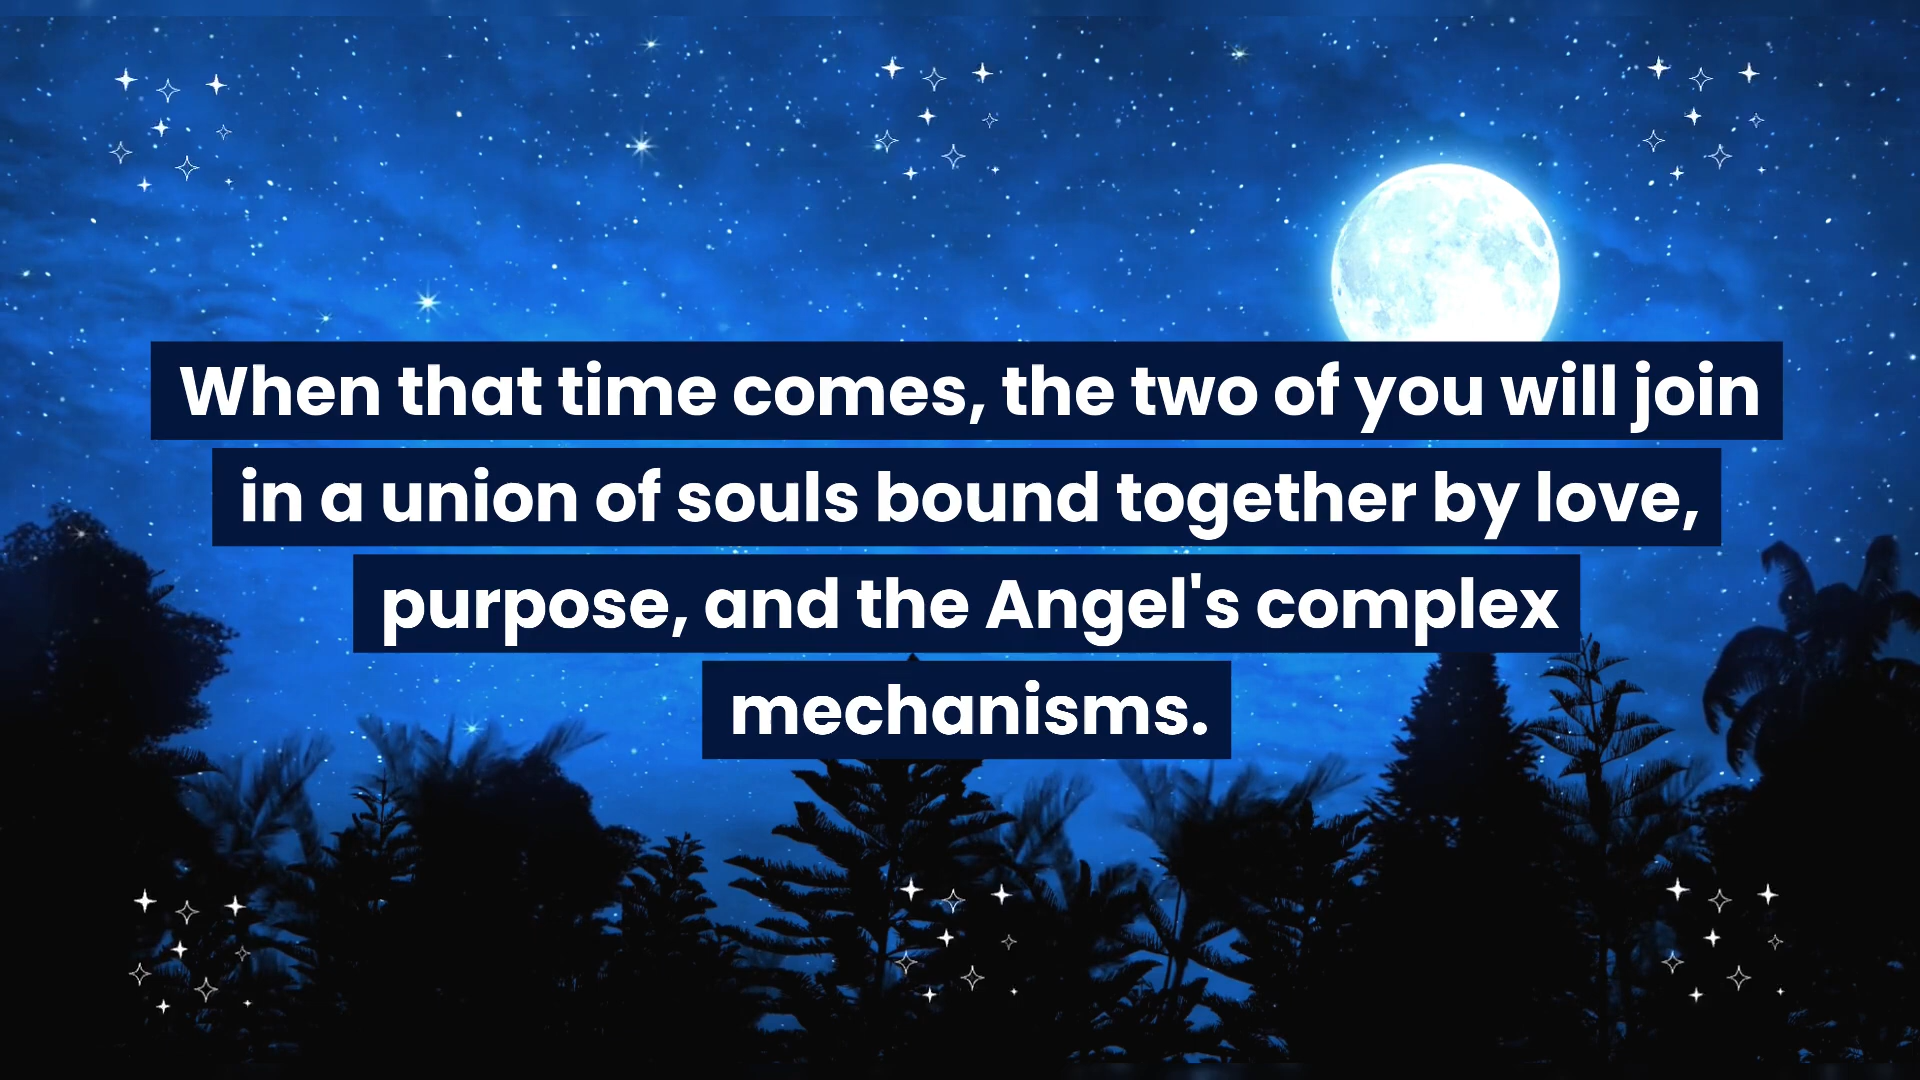 When that time comes, the two of you will join
in a union of souls bound together by love,
purpose, and the Angel's complex
mechanisms.